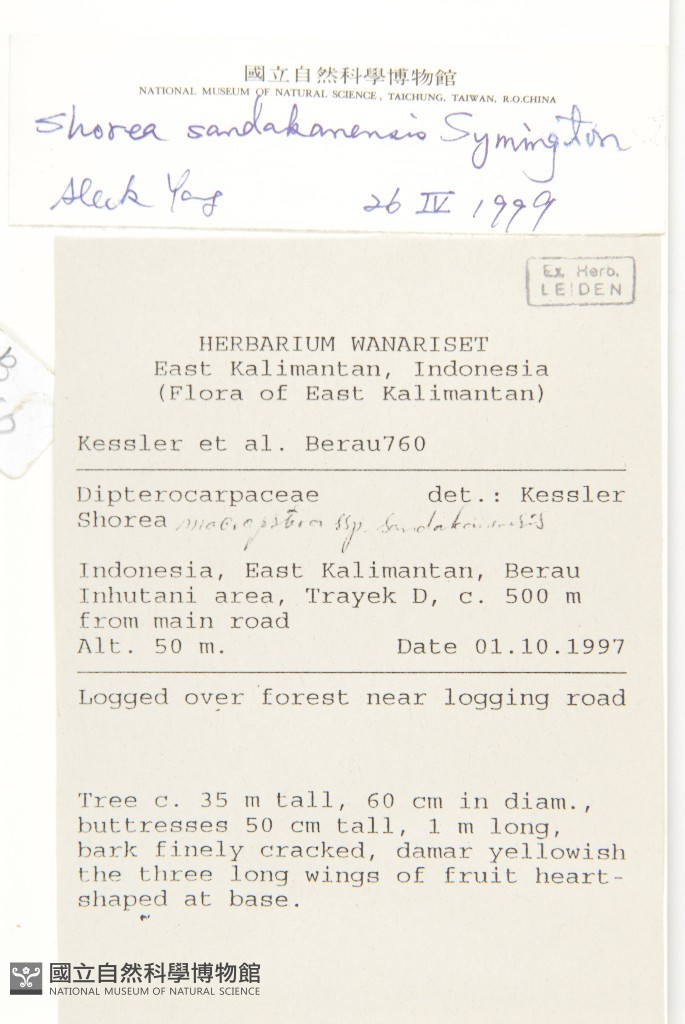 國立自然科學博物館
NATIONAL MUSEUM OF NATURAL SCIENCE, TAICHUNG, TAIWAN, R.O.CHINA
Shorea sandakanensis Symington
Aleck Yang 26 IV 1999
Ex Herb.
LEIDEN
HERBARIUM WANARISET
East Kalimantan, Indonesia
(Flora of East Kalimantan)
Kessler et al. Berau760
Dipterocarpaceae det.: Kessler
Shorea macroptera ssp. sandakanensis
Indonesia, East Kalimantan, Berau
Inhutani area, Trayek D, c. 500 m
from main road
Alt. 50 m. Date 01.10.1997
Logged over forest near logging road
Tree c. 35 m tall, 60 cm in diam.,
buttresses 50 cm tall, 1 m long,
bark finely cracked, damar yellowish
the three long wings of fruit heart-
shaped at base.
國立自然科學博物館
NATIONAL MUSEUM OF NATURAL SCIENCE